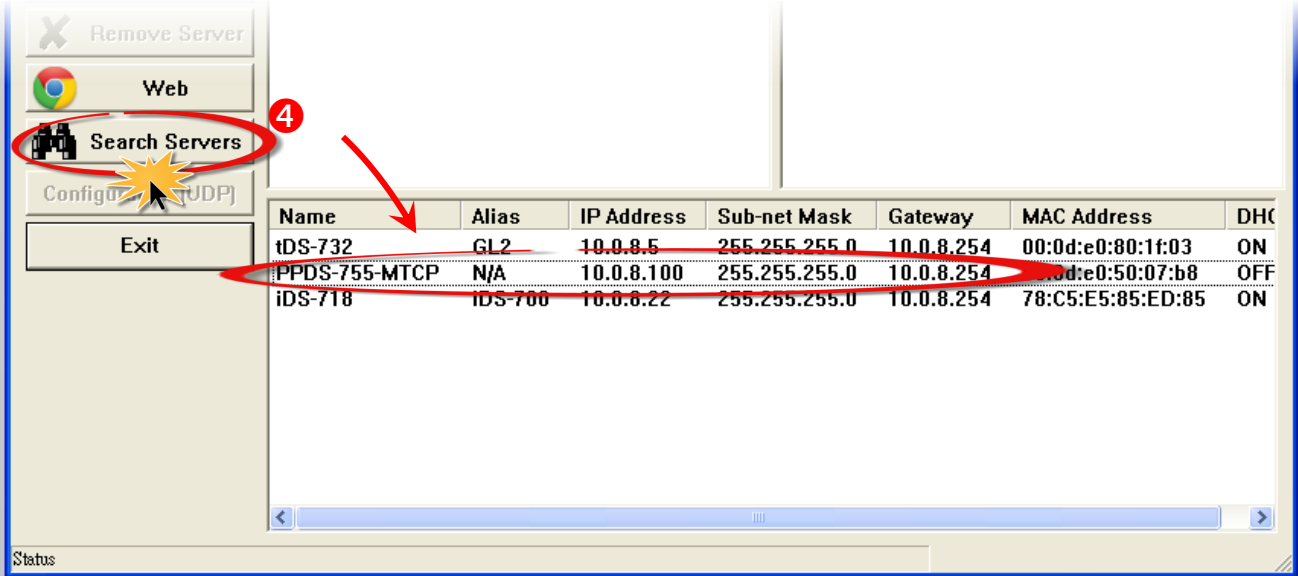 Remove Server
Web
Search Servers
(UDP)
Exit
4
Name Alias IP Address Sub-net Mask Gateway MAC Address DHC
tDS-732 GL2 10.0.8.5 255.255.255.0 10.0.8.254 00:0d:e0:80:1f:03 ON
PPDS-755-MTCP N/A 10.0.8.100 255.255.255.0 10.0.8.254 :0d:e0:50:07:b8 OFF
iDS-718 iDS-700 10.0.8.22 255.255.255.0 10.0.8.254 78:C5:E5:85:ED:85 ON
Status